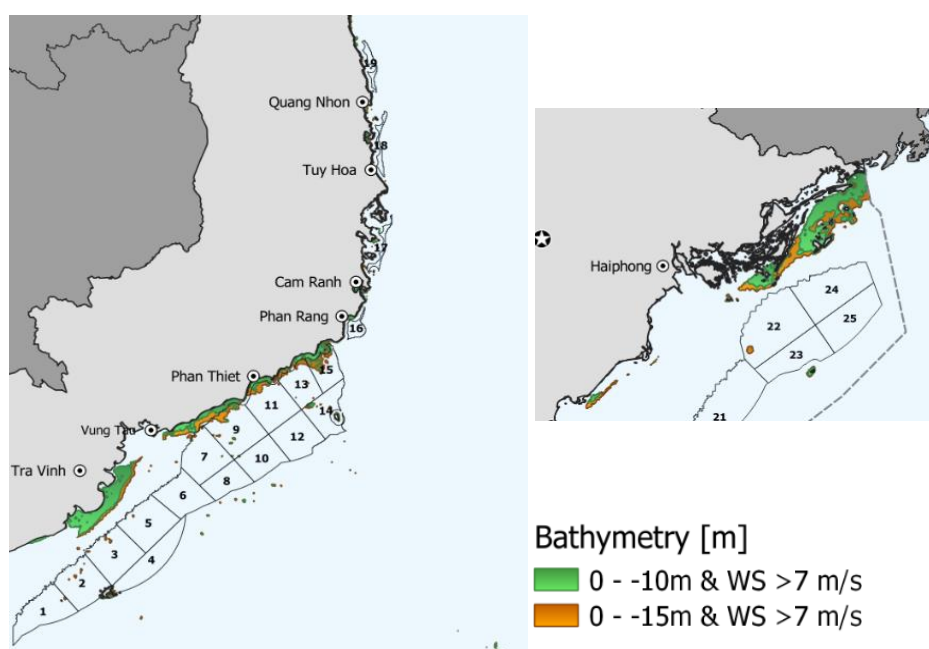 19
Quang Nhon
18
Tuy Hoa
17
Cam Ranh
Phan Rang
16
Phan Thiet
15
13
11
14
Vung Tau
9
12
7
10
Tra Vinh
8
6
5
3
4
2
1
Haiphong
24
22
25
23
21
Bathymetry [m]
0 - -10m & WS >7 m/s
0 - -15m & WS >7 m/s